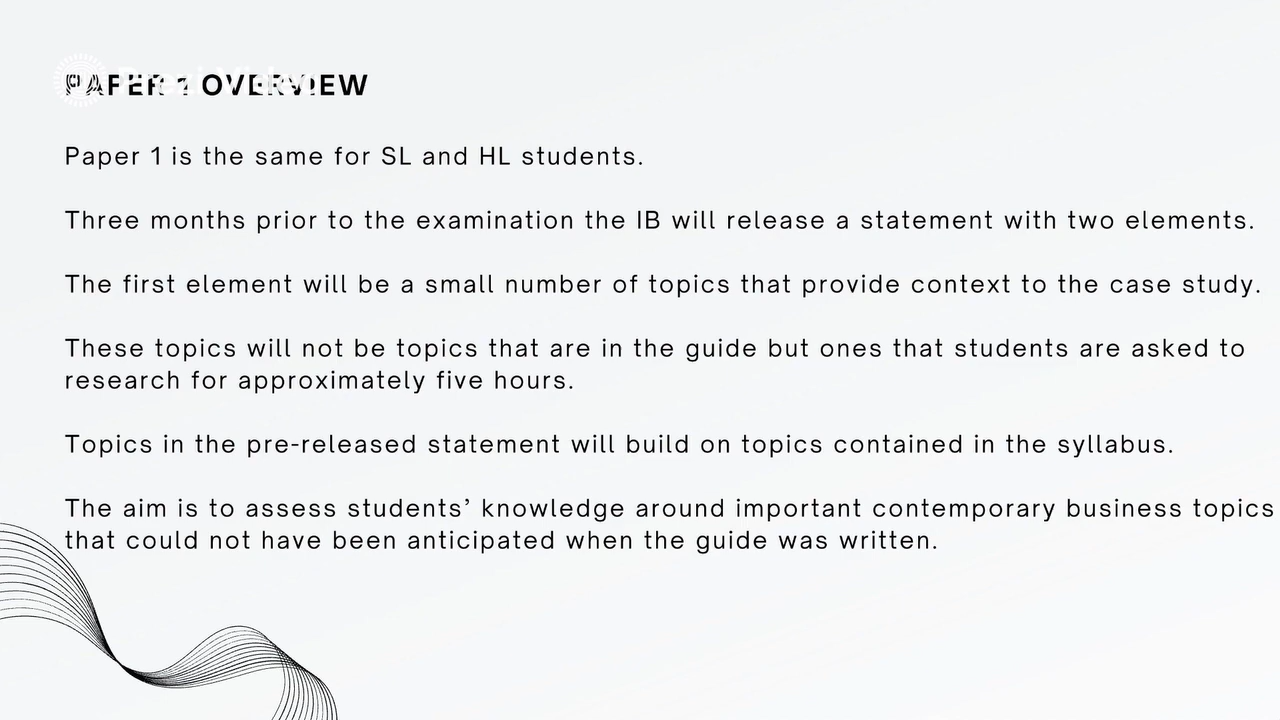 PAPER 1 OVERVIEW
Paper 1 is the same for SL and HL students.
Three months prior to the examination the IB will release a statement with two elements.
The first element will be a small number of topics that provide context to the case study.
These topics will not be topics that are in the guide but ones that students are asked to
research for approximately five hours.
Topics in the pre-released statement will build on topics contained in the syllabus.
The aim is to assess students’ knowledge around important contemporary business topics
that could not have been anticipated when the guide was written.